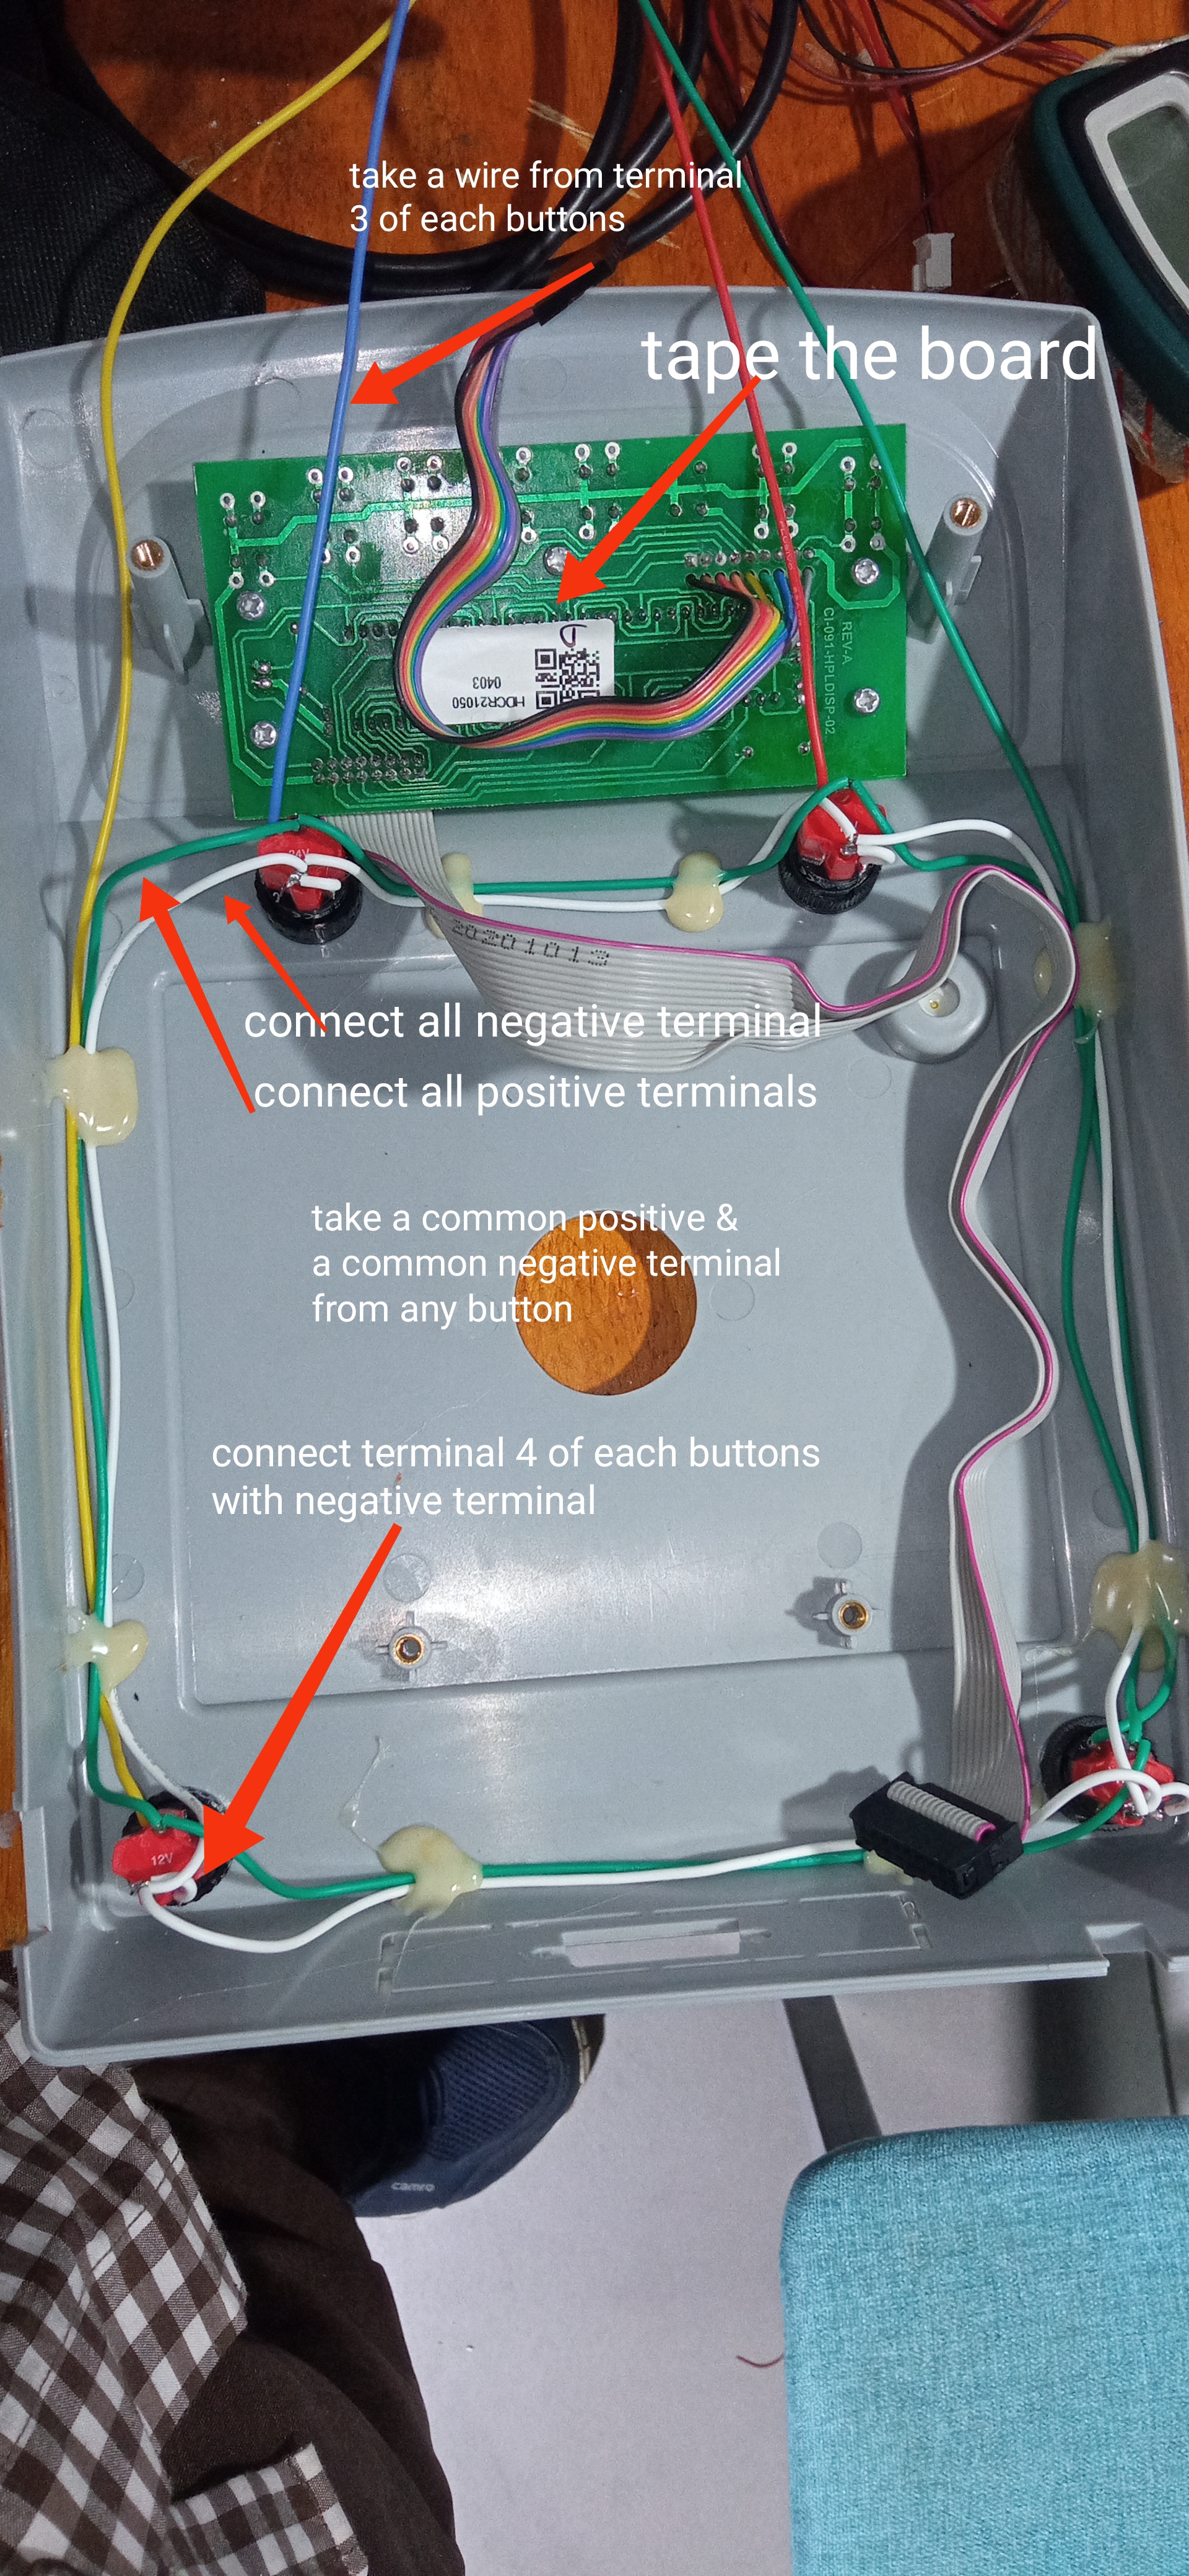 take a wire from terminal
3 of each buttons
tape the board
D.
HDCR21050
0403
REV-A
CI-091-HPLDISP-02
24V
20201013
connect all negative terminal
connect all positive terminals
take a common positive &
a common negative terminal
from any button
connect terminal 4 of each buttons
with negative terminal
12V